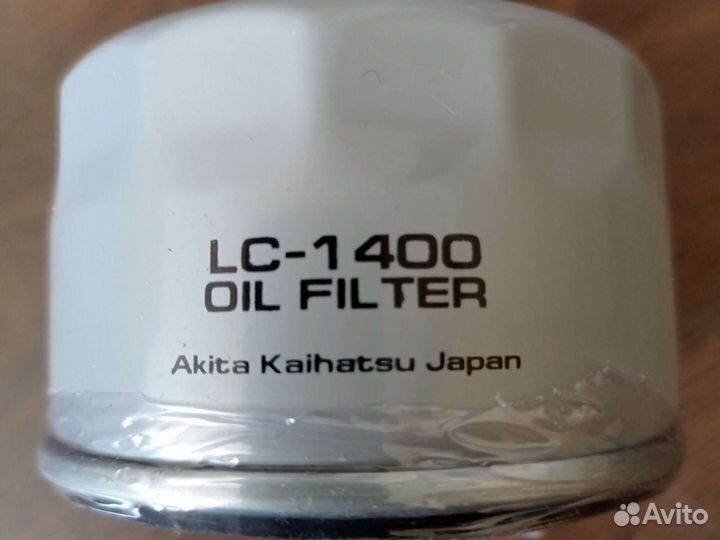 LC-1400
OIL FILTER
Akita Kaihatsu Japan
Avito